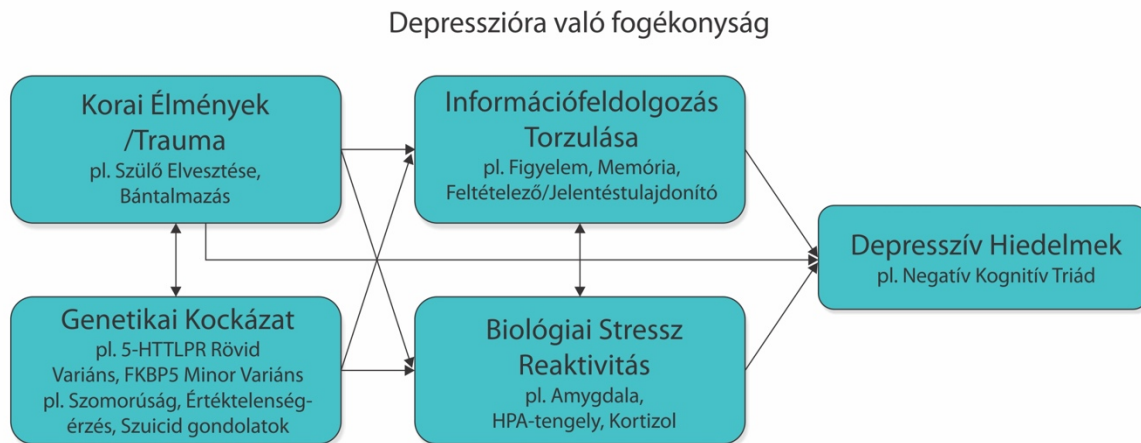 Depresszióra való fogékonyság
Korai Élmények
/Trauma
pl. Szülő Elvesztése,
Bántalmazás
Információfeldolgozás
Torzulása
pl. Figyelem, Memória,
Feltételező/Jelentéstulajdonító
Depresszív Hiedelmek
pl. Negatív Kognitív Triád
Genetikai Kockázat
pl. 5-HTTLPR Rövid
Variáns, FKBP5 Minor Variáns
pl. Szomorúság, Értéktelenség-
érzés, Szuicid gondolatok
Biológiai Stressz
Reaktivitás
pl. Amygdala,
HPA-tengely, Kortizol